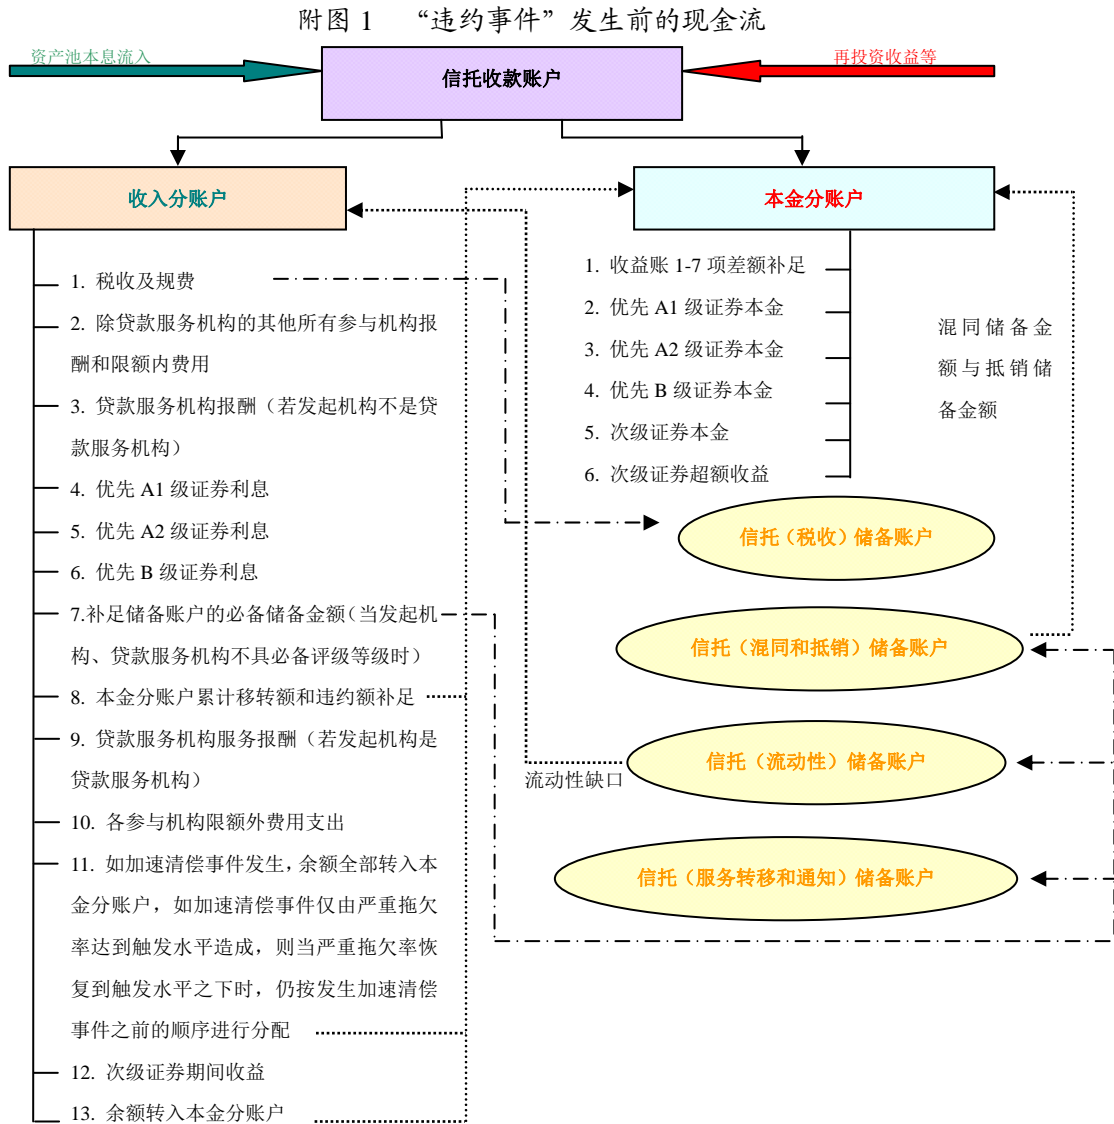 附图 1 “违约事件”发生前的现金流
资产池本息流入
再投资收益等
信托收款账户
收入分账户
本金分账户
1. 税收及规费
2. 除贷款服务机构的其他所有参与机构报
酬和限额内费用
3. 贷款服务机构报酬（若发起机构不是贷
款服务机构）
4. 优先 A1 级证券利息
5. 优先 A2 级证券利息
6. 优先 B 级证券利息
7.补足储备账户的必备储备金额（当发起机
构、贷款服务机构不具必备评级等级时）
8. 本金分账户累计移转额和违约额补足
9. 贷款服务机构服务报酬（若发起机构是
贷款服务机构）
10. 各参与机构限额外费用支出
11. 如加速清偿事件发生，余额全部转入本
金分账户，如加速清偿事件仅由严重拖欠
率达到触发水平造成，则当严重拖欠率恢
复到触发水平之下时，仍按发生加速清偿
事件之前的顺序进行分配
12. 次级证券期间收益
13. 余额转入本金分账户
1. 收益账 1-7 项差额补足
2. 优先 A1 级证券本金
3. 优先 A2 级证券本金
4. 优先 B 级证券本金
5. 次级证券本金
6. 次级证券超额收益
混同储备金
额与抵销储
备金额
信托（税收）储备账户
信托（混同和抵销）储备账户
信托（流动性）储备账户
流动性缺口
信托（服务转移和通知）储备账户